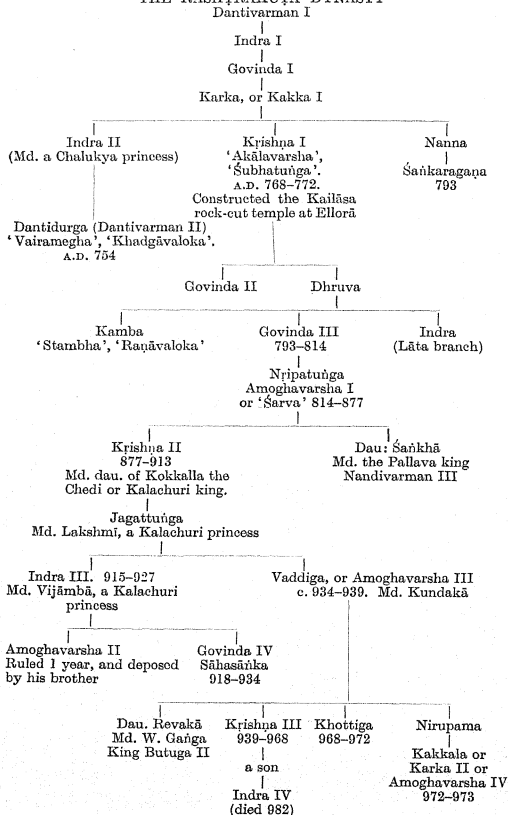 THE RĀSHṬRAKŪṬA DYNASTY
Dantivarman I
Indra I
Govinda I
Karka, or Kakka I
Indra II
(Md. a Chalukya princess)
Dantidurga (Dantivarman II)
‘Vairamegha’, ‘Khadgāvaloka’.
A.D. 754
Kṛishṇa I
‘Akālavarsha’,
‘Śubhatuṅga’.
A.D. 768–772.
Constructed the Kailāsa
rock-cut temple at Ellorā
Nanna
Śaṅkaragaṇa
793
Govinda II
Dhruva
Kamba
‘Stambha’, ‘Raṇāvaloka’
Govinda III
793–814
Indra
(Lāta branch)
Nṛipatuṅga
Amoghavarsha I
or ‘Śarva’ 814–877
Kṛishṇa II
877–913
Md. dau. of Kokkalla the
Chedi or Kalachuri king.
Dau: Śaṅkhā
Md. the Pallava king
Nandivarman III
Jagattuṅga
Md. Lakshmī, a Kalachuri princess
Indra III. 915–927
Md. Vijāmbā, a Kalachuri
princess
Vaddiga, or Amoghavarsha III
c. 934–939. Md. Kundakā
Amoghavarsha II
Ruled 1 year, and deposed
by his brother
Govinda IV
Sāhasāṅka
918–934
Dau. Revakā
Md. W. Gaṅga
King Butuga II
Kṛishṇa III
939–968
a son
Indra IV
(died 982)
Khottiga
968–972
Nirupama
Kakkala or
Karka II or
Amoghavarsha IV
972–973